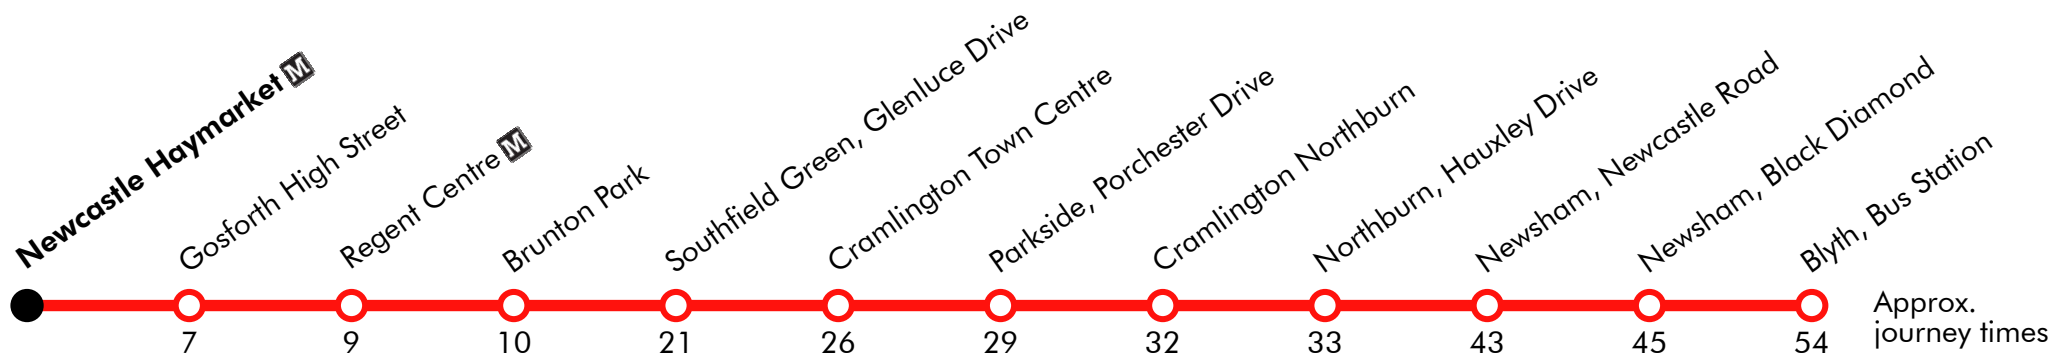 Newcastle Haymarket M
Gosforth High Street
Regent Centre M
Brunton Park
Southfield Green, Glenluce Drive
Cramlington Town Centre
Parkside, Porchester Drive
Cramlington Northburn
Northburn, Hauxley Drive
Newsham, Newcastle Road
Newsham, Black Diamond
Blyth, Bus Station
7 9 10 21 26 29 32 33 43 45 54
Approx.
journey times